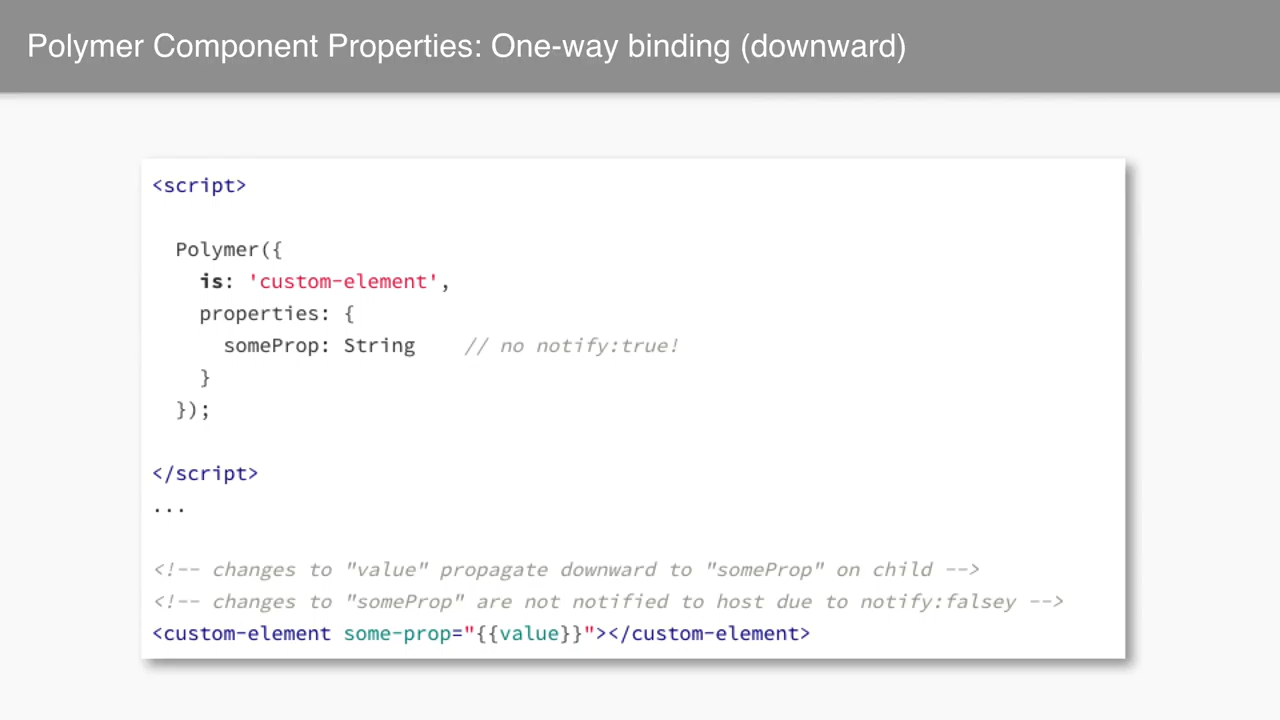 Polymer Component Properties: One-way binding (downward)
<script>
Polymer({
is: 'custom-element',
properties: {
someProp: String // no notify:true!
}
});
</script>
...
<!-- changes to "value" propagate downward to "someProp" on child -->
<!-- changes to "someProp" are not notified to host due to notify:falsey -->
<custom-element some-prop="{{value}}"></custom-element>